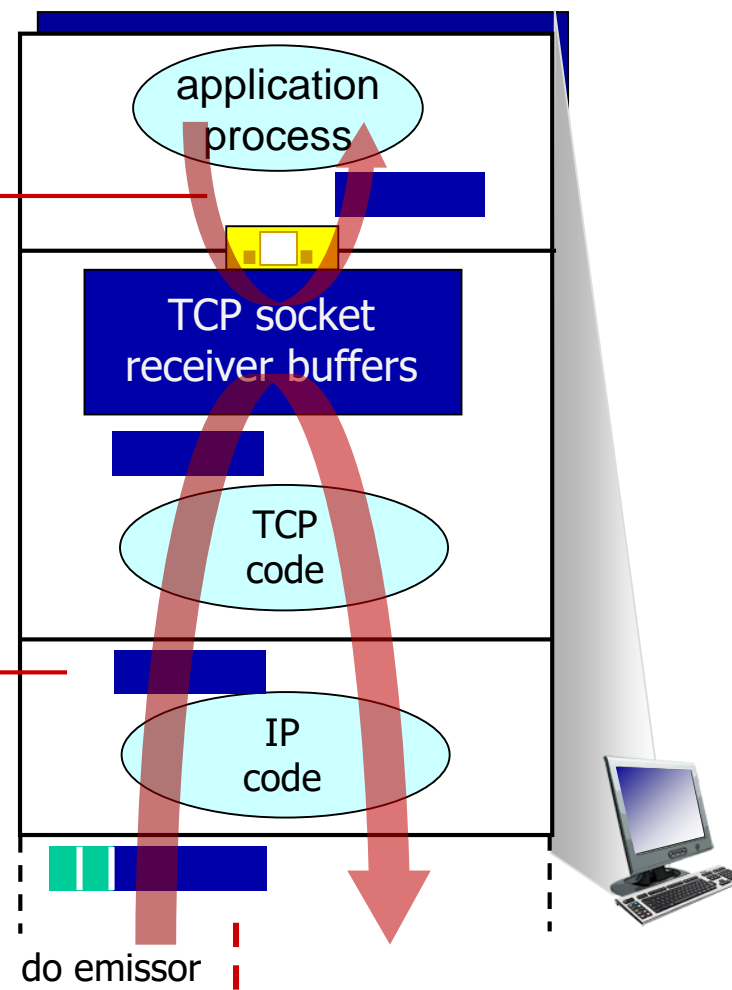 application
process
TCP socket
receiver buffers
TCP
code
IP
code
do emissor